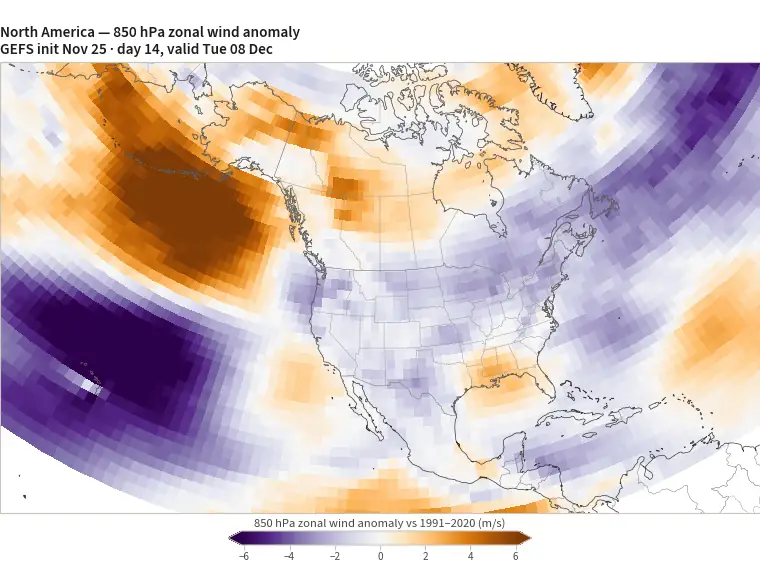 North America — 850 hPa zonal wind anomaly
GEFS init Nov 25 · day 14, valid Tue 08 Dec
850 hPa zonal wind anomaly vs 1991–2020 (m/s)
−6 −4 −2 0 2 4 6